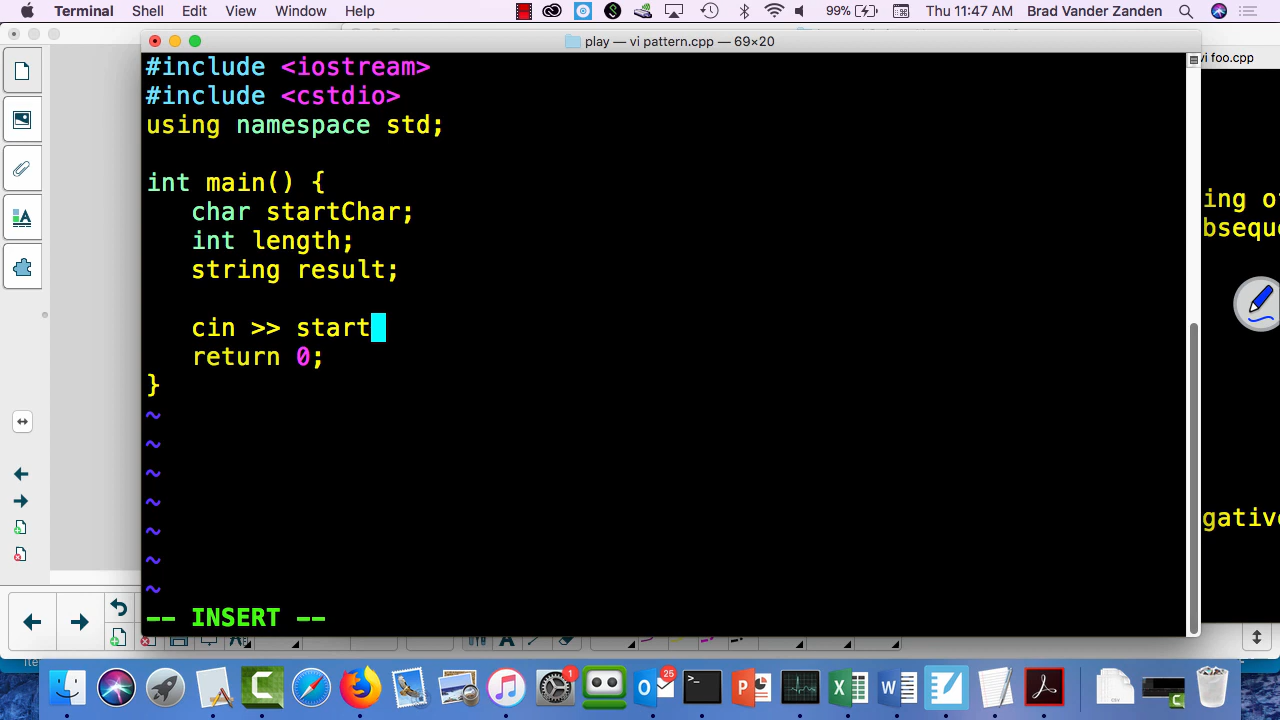 Terminal Shell Edit View Window Help 99% Thu 11:47 AM Brad Vander Zanden
play — vi pattern.cpp — 69×20
vi foo.cpp
#include <iostream>
#include <cstdio>
using namespace std;
int main() {
char startChar;
int length;
string result;
cin >> start
return 0;
}
~
~
~
~
~
~
~
-- INSERT --
ing of
bseque
gative
1
25